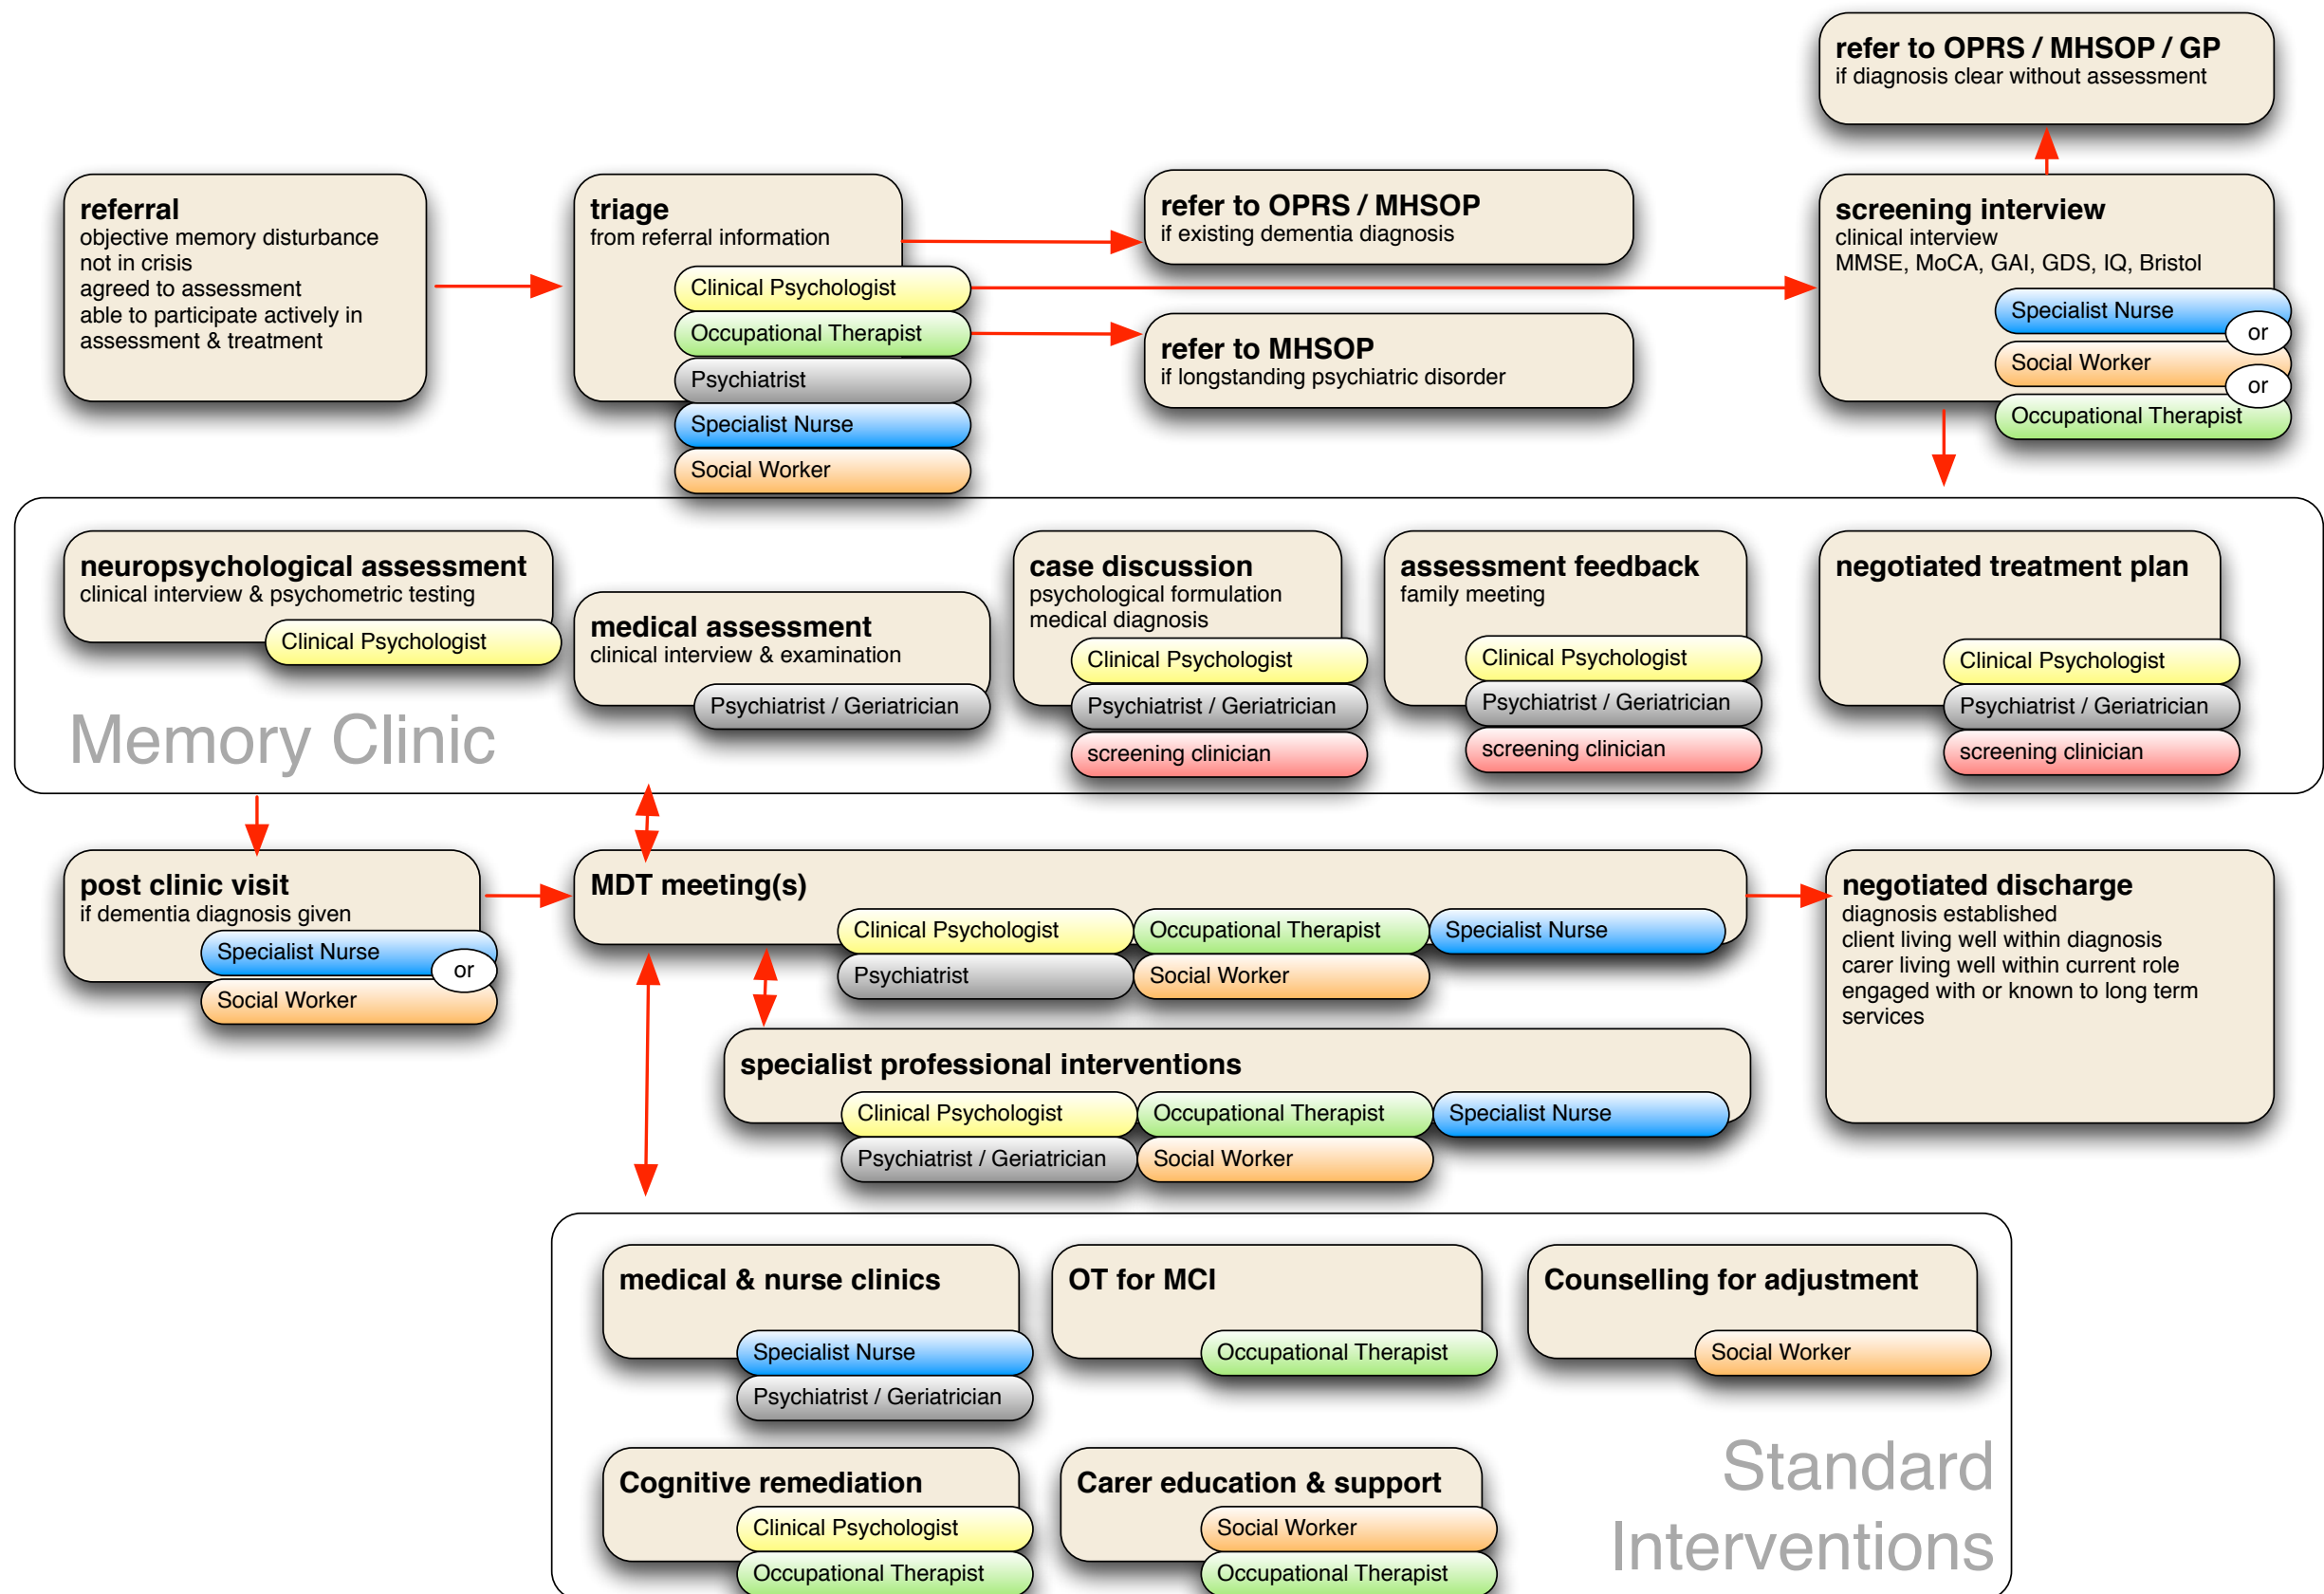 refer to OPRS / MHSOP / GP
if diagnosis clear without assessment
referral
objective memory disturbance
not in crisis
agreed to assessment
able to participate actively in
assessment & treatment
triage
from referral information
Clinical Psychologist
Occupational Therapist
Psychiatrist
Specialist Nurse
Social Worker
refer to OPRS / MHSOP
if existing dementia diagnosis
refer to MHSOP
if longstanding psychiatric disorder
screening interview
clinical interview
MMSE, MoCA, GAI, GDS, IQ, Bristol
Specialist Nurse
or
Social Worker
or
Occupational Therapist
neuropsychological assessment
clinical interview & psychometric testing
Clinical Psychologist
medical assessment
clinical interview & examination
Psychiatrist / Geriatrician
case discussion
psychological formulation
medical diagnosis
Clinical Psychologist
Psychiatrist / Geriatrician
screening clinician
assessment feedback
family meeting
Clinical Psychologist
Psychiatrist / Geriatrician
screening clinician
negotiated treatment plan
Clinical Psychologist
Psychiatrist / Geriatrician
screening clinician
Memory Clinic
post clinic visit
if dementia diagnosis given
Specialist Nurse
or
Social Worker
MDT meeting(s)
Clinical Psychologist
Occupational Therapist
Specialist Nurse
Psychiatrist
Social Worker
negotiated discharge
diagnosis established
client living well within diagnosis
carer living well within current role
engaged with or known to long term
services
specialist professional interventions
Clinical Psychologist
Occupational Therapist
Specialist Nurse
Psychiatrist / Geriatrician
Social Worker
medical & nurse clinics
Specialist Nurse
Psychiatrist / Geriatrician
OT for MCI
Occupational Therapist
Counselling for adjustment
Social Worker
Cognitive remediation
Clinical Psychologist
Occupational Therapist
Carer education & support
Social Worker
Occupational Therapist
Standard
Interventions